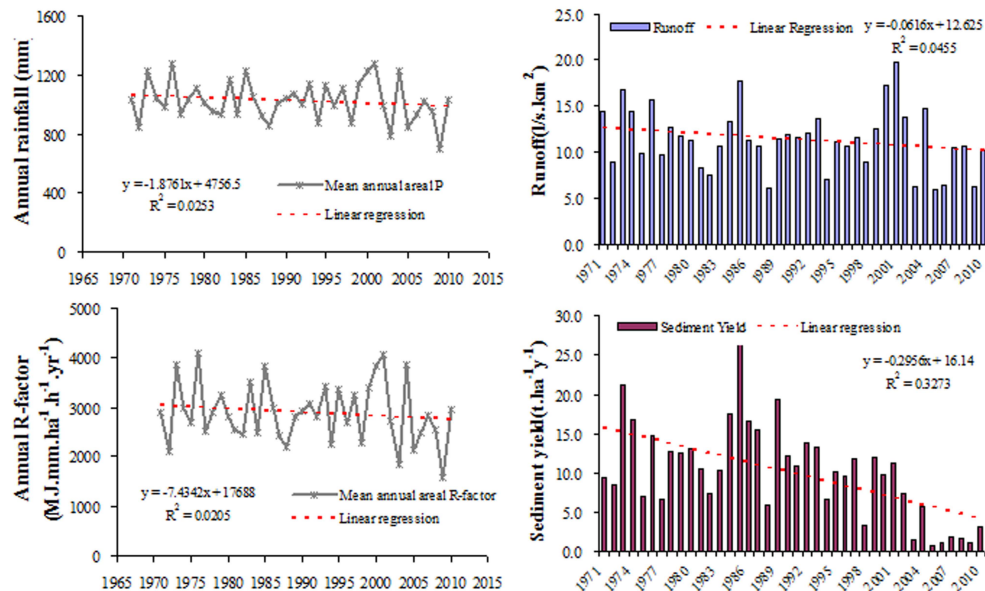 Annual rainfall (mm)
1600
1200
800
400
0
y = -1.8761x + 4756.5
R² = 0.0253
Mean annual areal P
Linear regression
1965 1970 1975 1980 1985 1990 1995 2000 2005 2010 2015
Runoff(l/s.km²)
25.0
20.0
15.0
10.0
5.0
0.0
Runoff
Linear Regression
y = -0.0616x + 12.625
R² = 0.0455
1971 1974 1977 1980 1983 1986 1989 1992 1995 1998 2001 2004 2007 2010
Annual R-factor
(M.J.mm.ha⁻¹.h⁻¹.yr⁻¹)
5000
4000
3000
2000
1000
0
y = -7.4342x + 17688
R² = 0.0205
Mean annual areal R-factor
Linear regression
1965 1970 1975 1980 1985 1990 1995 2000 2005 2010 2015
Sediment yield(t.ha⁻¹y⁻¹)
30.0
25.0
20.0
15.0
10.0
5.0
0.0
Sediment Yield
Linear regression
y = -0.2956x + 16.14
R² = 0.3273
1971 1974 1977 1980 1983 1986 1989 1992 1995 1998 2001 2004 2007 2010